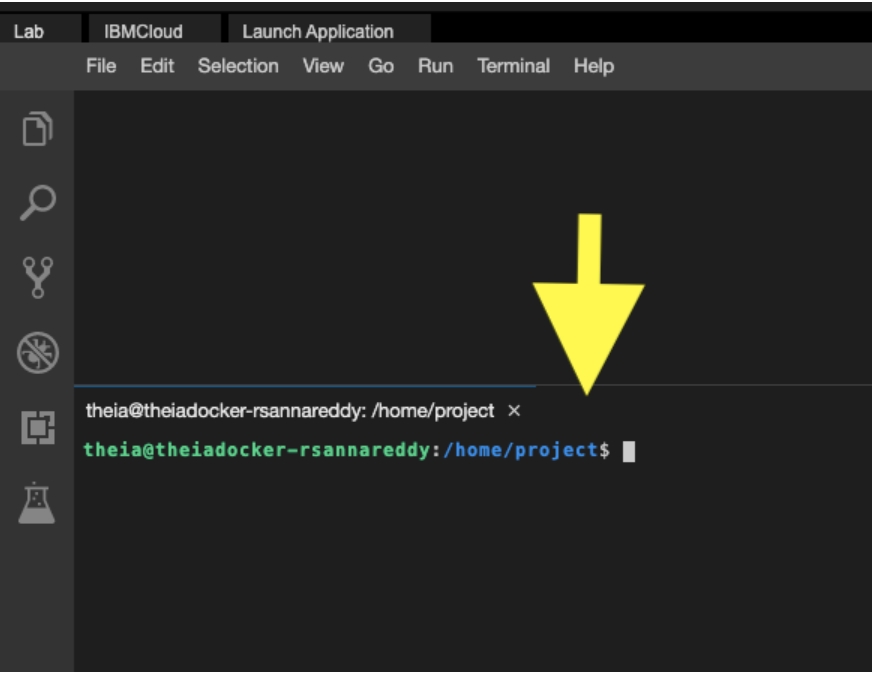 Lab IBMCloud Launch Application
File Edit Selection View Go Run Terminal Help
theia@theiadocker-rsannareddy: /home/project ×
theia@theiadocker-rsannareddy:/home/project$